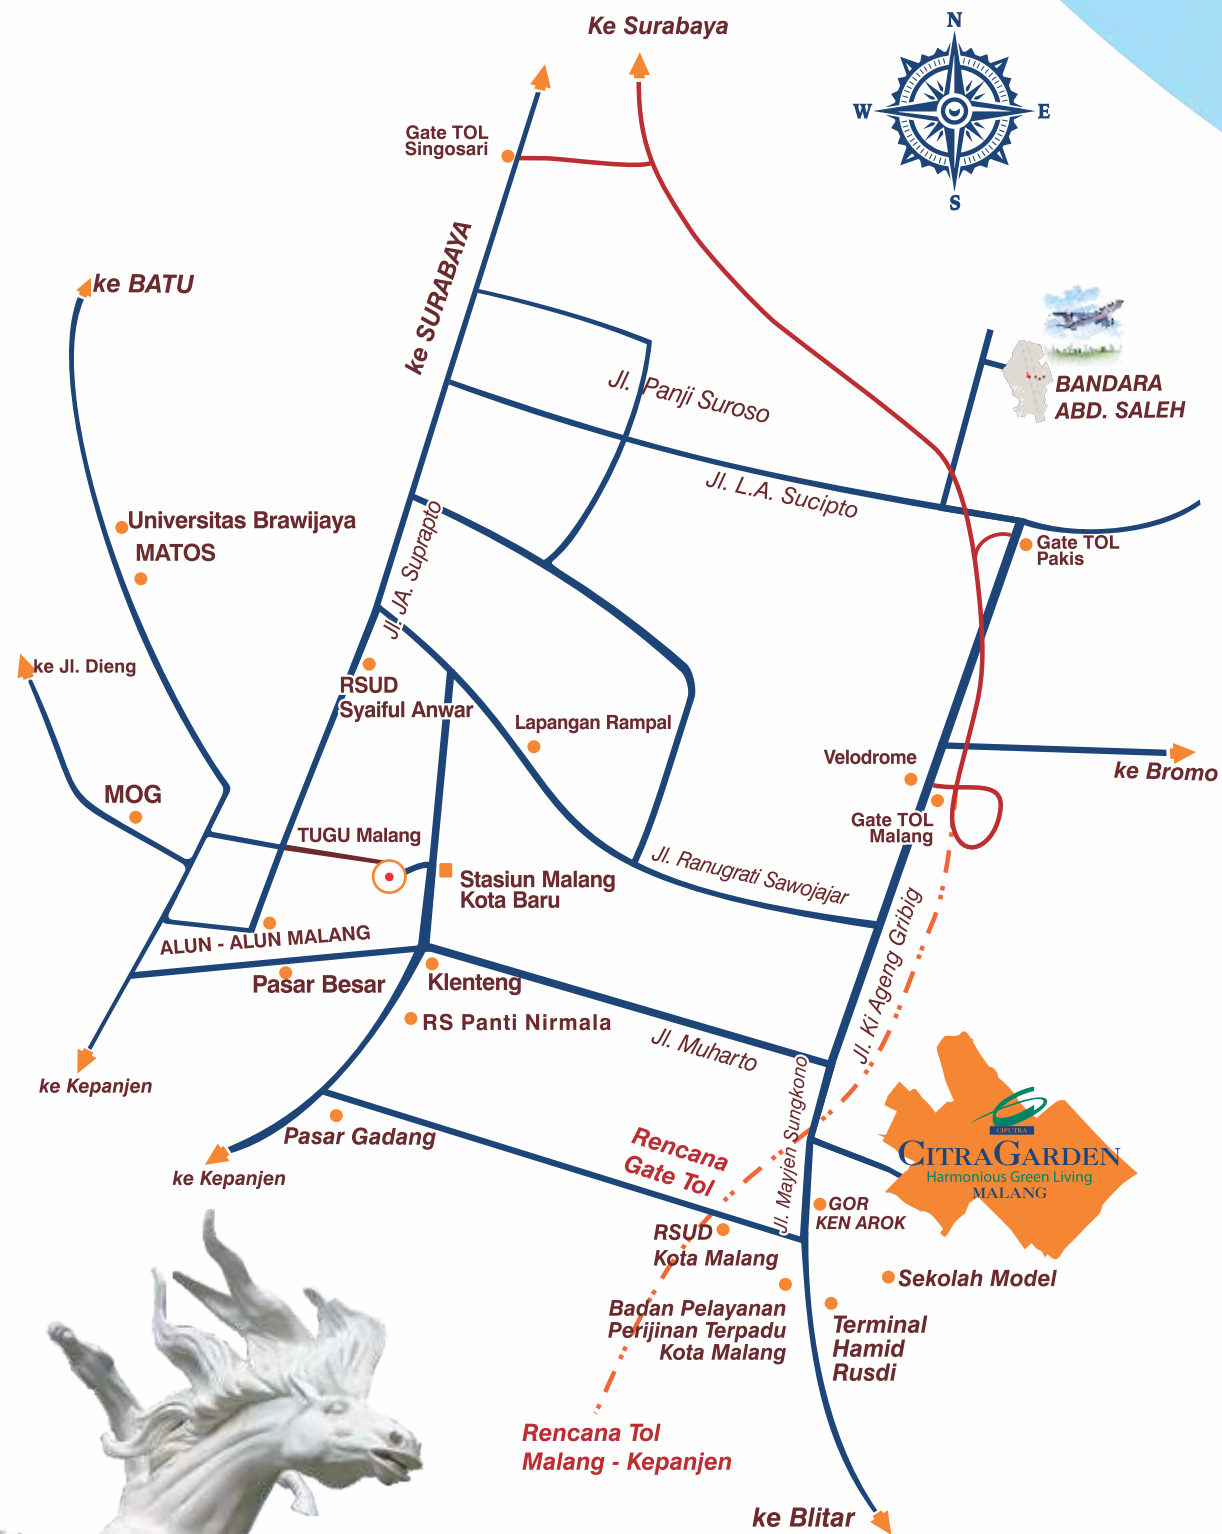 Ke Surabaya
N
W
E
S
Gate TOL
Singosari
ke SURABAYA
ke BATU
BANDARA
ABD. SALEH
Jl. Panji Suroso
Jl. L.A. Sucipto
Jl. JA. Suprapto
Universitas Brawijaya
MATOS
Gate TOL
Pakis
ke Jl. Dieng
RSUD
Syaiful Anwar
Lapangan Rampal
Velodrome
ke Bromo
MOG
Gate TOL
Malang
TUGU Malang
Stasiun Malang
Kota Baru
Jl. Ranugrati Sawojajar
Jl. Ki Ageng Gribig
ALUN - ALUN MALANG
Pasar Besar
Klenteng
RS Panti Nirmala
Jl. Muharto
Jl. Mayjen Sungkono
ke Kepanjen
Pasar Gadang
ke Kepanjen
Rencana
Gate Tol
CIPUTRA
CITRAGARDEN
Harmonious Green Living
MALANG
GOR
KEN AROK
RSUD
Kota Malang
Sekolah Model
Badan Pelayanan
Perijinan Terpadu
Kota Malang
Terminal
Hamid
Rusdi
Rencana Tol
Malang - Kepanjen
ke Blitar